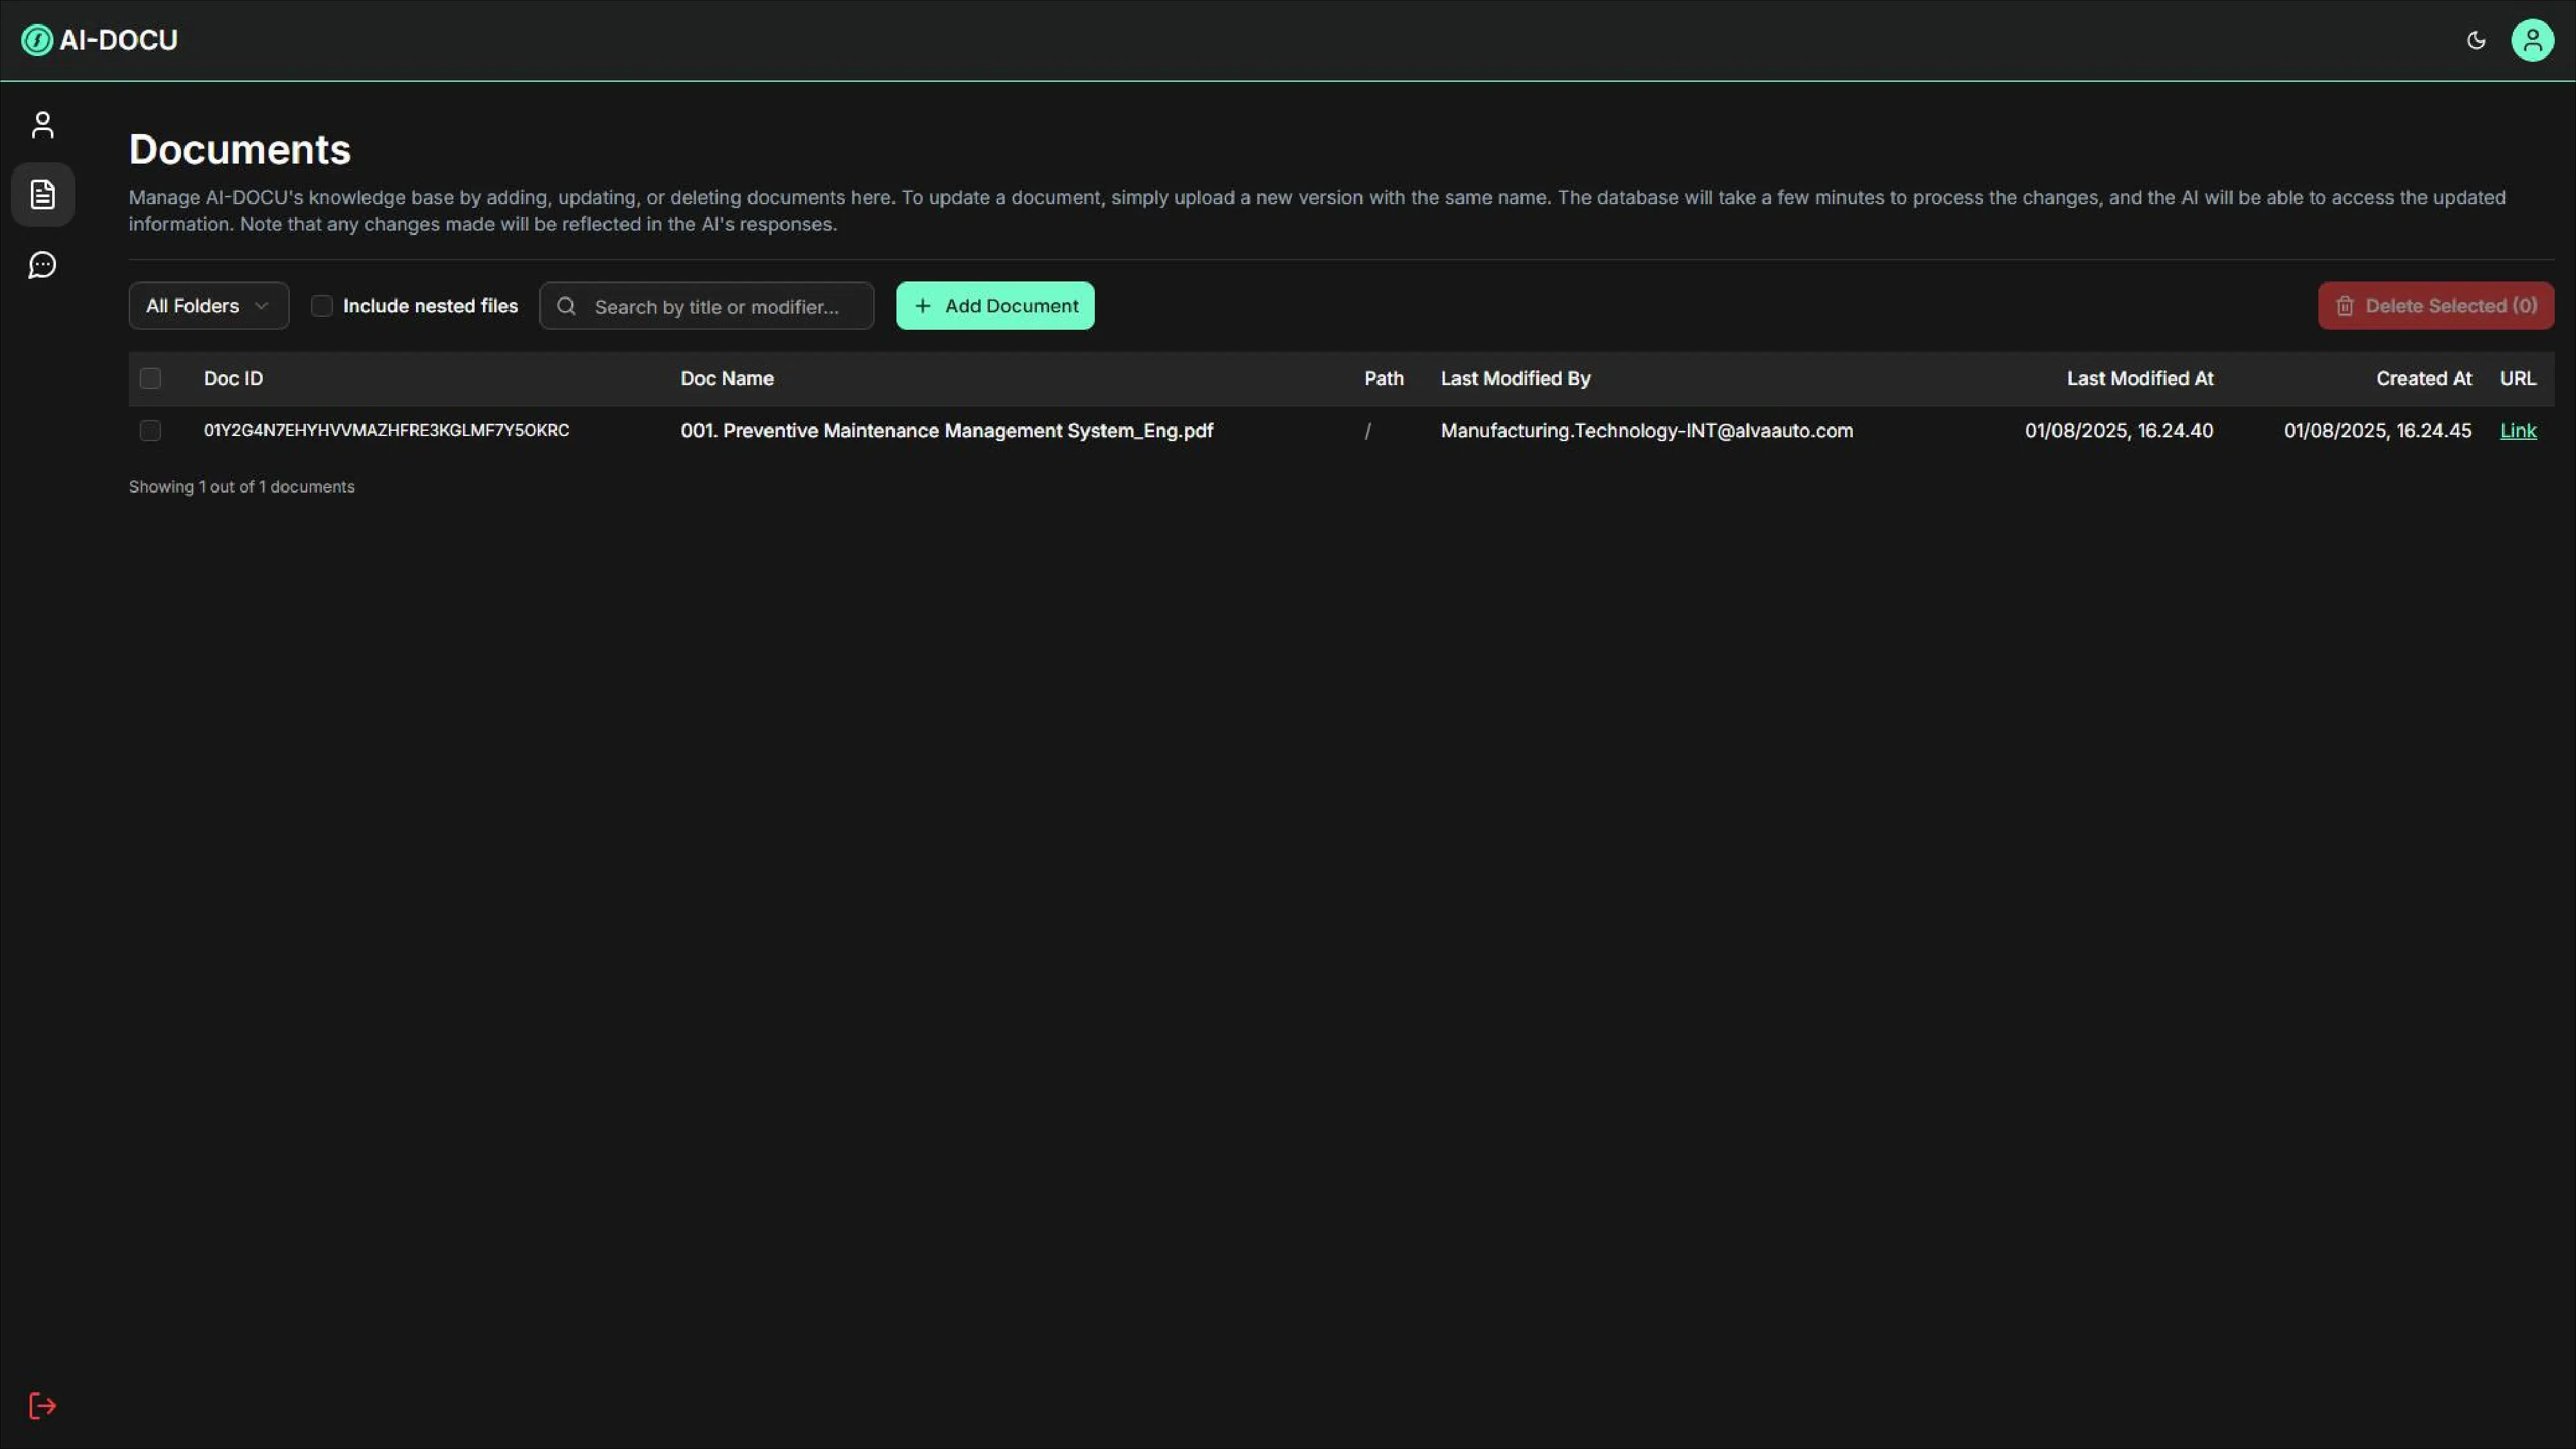 AI-DOCU
Documents
Manage AI-DOCU's knowledge base by adding, updating, or deleting documents here. To update a document, simply upload a new version with the same name. The database will take a few minutes to process the changes, and the AI will be able to access the updated
information. Note that any changes made will be reflected in the AI's responses.
All Folders Include nested files Search by title or modifier... + Add Document Delete Selected (0)
Doc ID Doc Name Path Last Modified By Last Modified At Created At URL
01Y2G4N7EHYHVVMAZHFRE3KGLMF7Y5OKRC 001. Preventive Maintenance Management System_Eng.pdf / Manufacturing.Technology-INT@alvaauto.com 01/08/2025, 16.24.40 01/08/2025, 16.24.45 Link
Showing 1 out of 1 documents